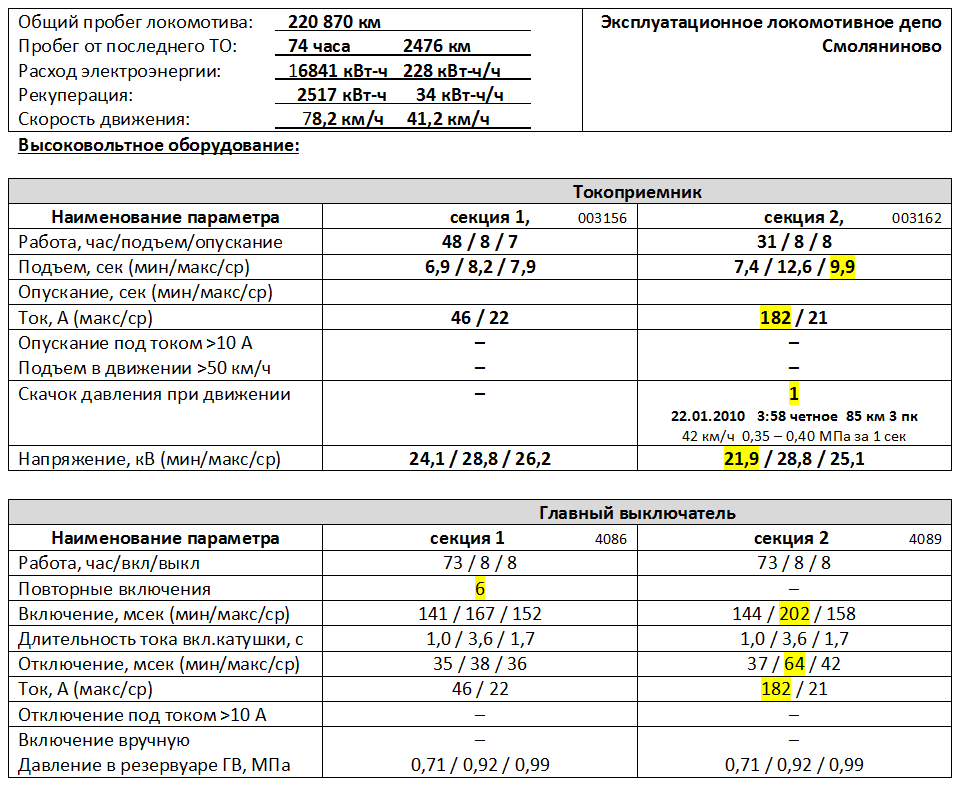 Общий пробег локомотива: 220 870 км Эксплуатационное локомотивное депо
Пробег от последнего ТО: 74 часа 2476 км Смоляниново
Расход электроэнергии: 16841 кВт-ч 228 кВт-ч/ч
Рекуперация: 2517 кВт-ч 34 кВт-ч/ч
Скорость движения: 78,2 км/ч 41,2 км/ч
Высоковольтное оборудование:
Токоприемник
Наименование параметра секция 1, 003156 секция 2, 003162
Работа, час/подъем/опускание 48 / 8 / 7 31 / 8 / 8
Подъем, сек (мин/макс/ср) 6,9 / 8,2 / 7,9 7,4 / 12,6 / 9,9
Опускание, сек (мин/макс/ср)
Ток, А (макс/ср) 46 / 22 182 / 21
Опускание под током >10 А – –
Подъем в движении >50 км/ч – –
Скачок давления при движении – 1
22.01.2010 3:58 четное 85 км 3 пк
42 км/ч 0,35 – 0,40 МПа за 1 сек
Напряжение, кВ (мин/макс/ср) 24,1 / 28,8 / 26,2 21,9 / 28,8 / 25,1
Главный выключатель
Наименование параметра секция 1 4086 секция 2 4089
Работа, час/вкл/выкл 73 / 8 / 8 73 / 8 / 8
Повторные включения 6 –
Включение, мсек (мин/макс/ср) 141 / 167 / 152 144 / 202 / 158
Длительность тока вкл.катушки, с 1,0 / 3,6 / 1,7 1,0 / 3,6 / 1,7
Отключение, мсек (мин/макс/ср) 35 / 38 / 36 37 / 64 / 42
Ток, А (макс/ср) 46 / 22 182 / 21
Отключение под током >10 А – –
Включение вручную – –
Давление в резервуаре ГВ, МПа 0,71 / 0,92 / 0,99 0,71 / 0,92 / 0,99